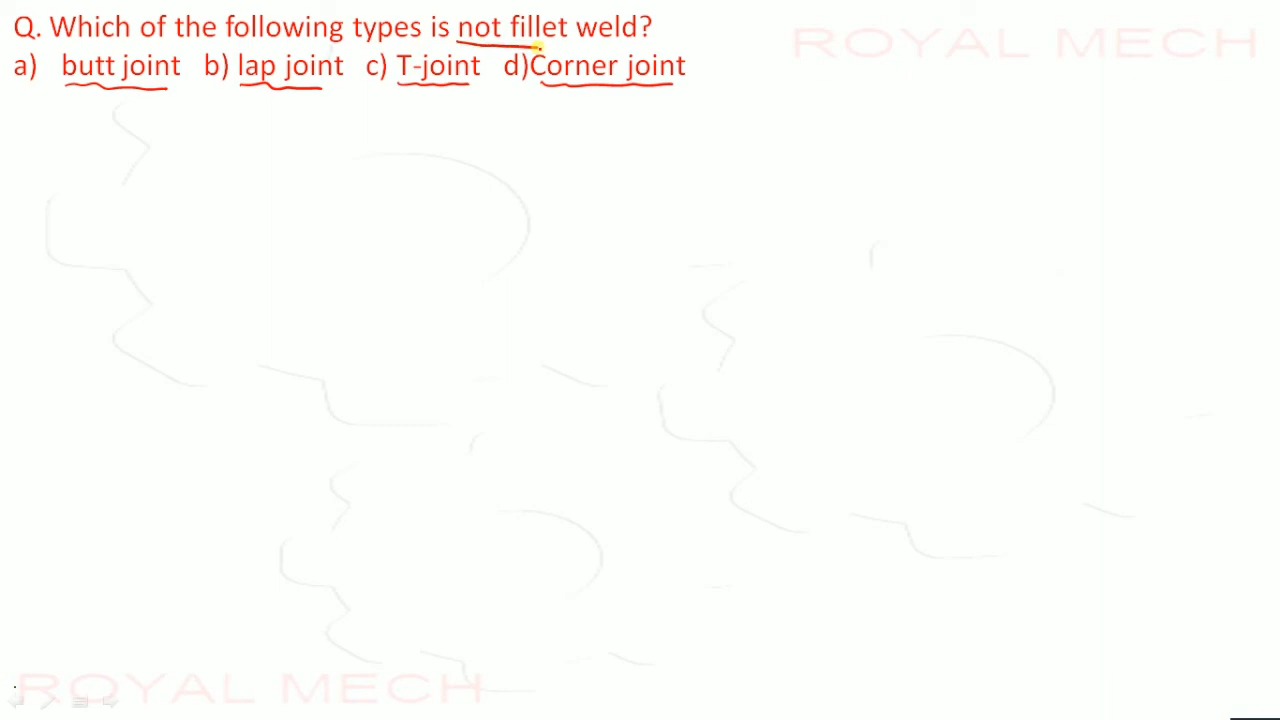 Q. Which of the following types is not fillet weld?
a) butt joint b) lap joint c) T-joint d)Corner joint
ROYAL MECH
ROYAL MECH